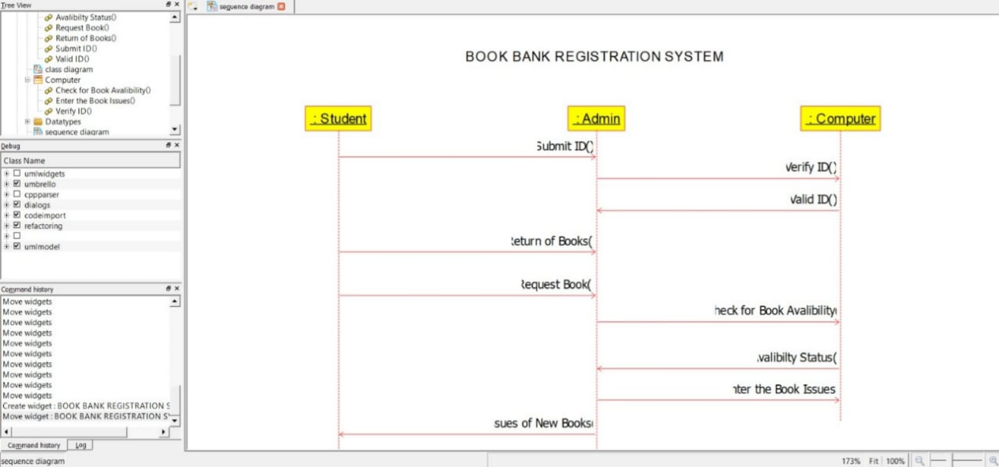 Tree View
Avalibilty Status()
Request Book()
Return of Books()
Submit ID()
Valid ID()
class diagram
Computer
Check for Book Avalibility()
Enter the Book Issues()
Verify ID()
Datatypes
sequence diagram
Debug
Class Name
umlwidgets
umbrello
cppparser
dialogs
codeimport
refactoring
umlmodel
Command history
Move widgets
Move widgets
Move widgets
Move widgets
Move widgets
Move widgets
Move widgets
Move widgets
Move widgets
Move widgets
Create widget : BOOK BANK REGISTRATION S
Move widget : BOOK BANK REGISTRATION SY
Command history Log
sequence diagram
sequence diagram
BOOK BANK REGISTRATION SYSTEM
: Student : Admin : Computer
Submit ID()
Verify ID()
Valid ID()
Return of Books(
Request Book(
heck for Book Avalibility(
valibilty Status(
nter the Book Issues
sues of New Books(
173% Fit 100%